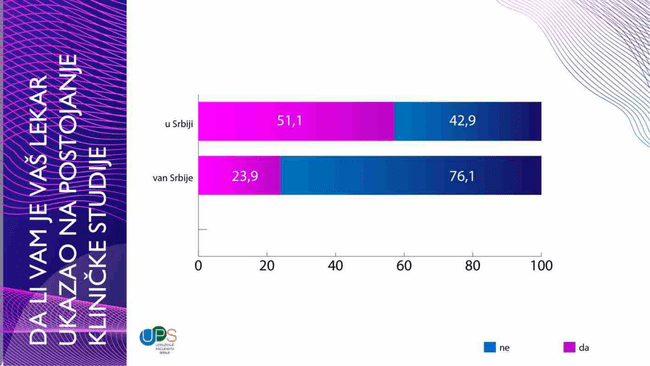 DA LI VAM JE VAŠ LEKAR
UKAZAO NA POSTOJANJE
KLINIČKE STUDIJE
u Srbiji
51,1
42,9
van Srbije
23,9
76,1
0 20 40 60 80 100
UPS
ne
da